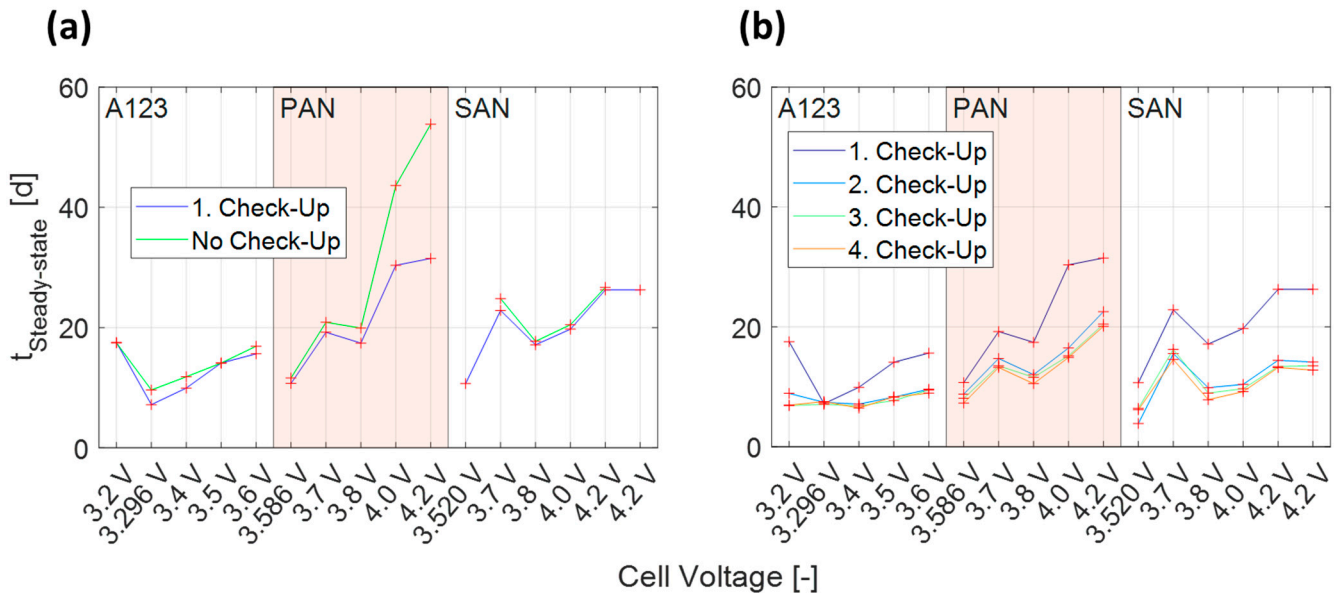 (a)
60
40
20
0
t_Steady-state [d]
A123
PAN
SAN
1. Check-Up
No Check-Up
3.2 V
3.296 V
3.4 V
3.5 V
3.6 V
3.586 V
3.7 V
3.8 V
4.0 V
4.2 V
3.520 V
3.7 V
3.8 V
4.0 V
4.2 V
4.2 V
(b)
60
40
20
0
A123
PAN
SAN
1. Check-Up
2. Check-Up
3. Check-Up
4. Check-Up
3.2 V
3.296 V
3.4 V
3.5 V
3.6 V
3.586 V
3.7 V
3.8 V
4.0 V
4.2 V
3.520 V
3.7 V
3.8 V
4.0 V
4.2 V
4.2 V
Cell Voltage [-]